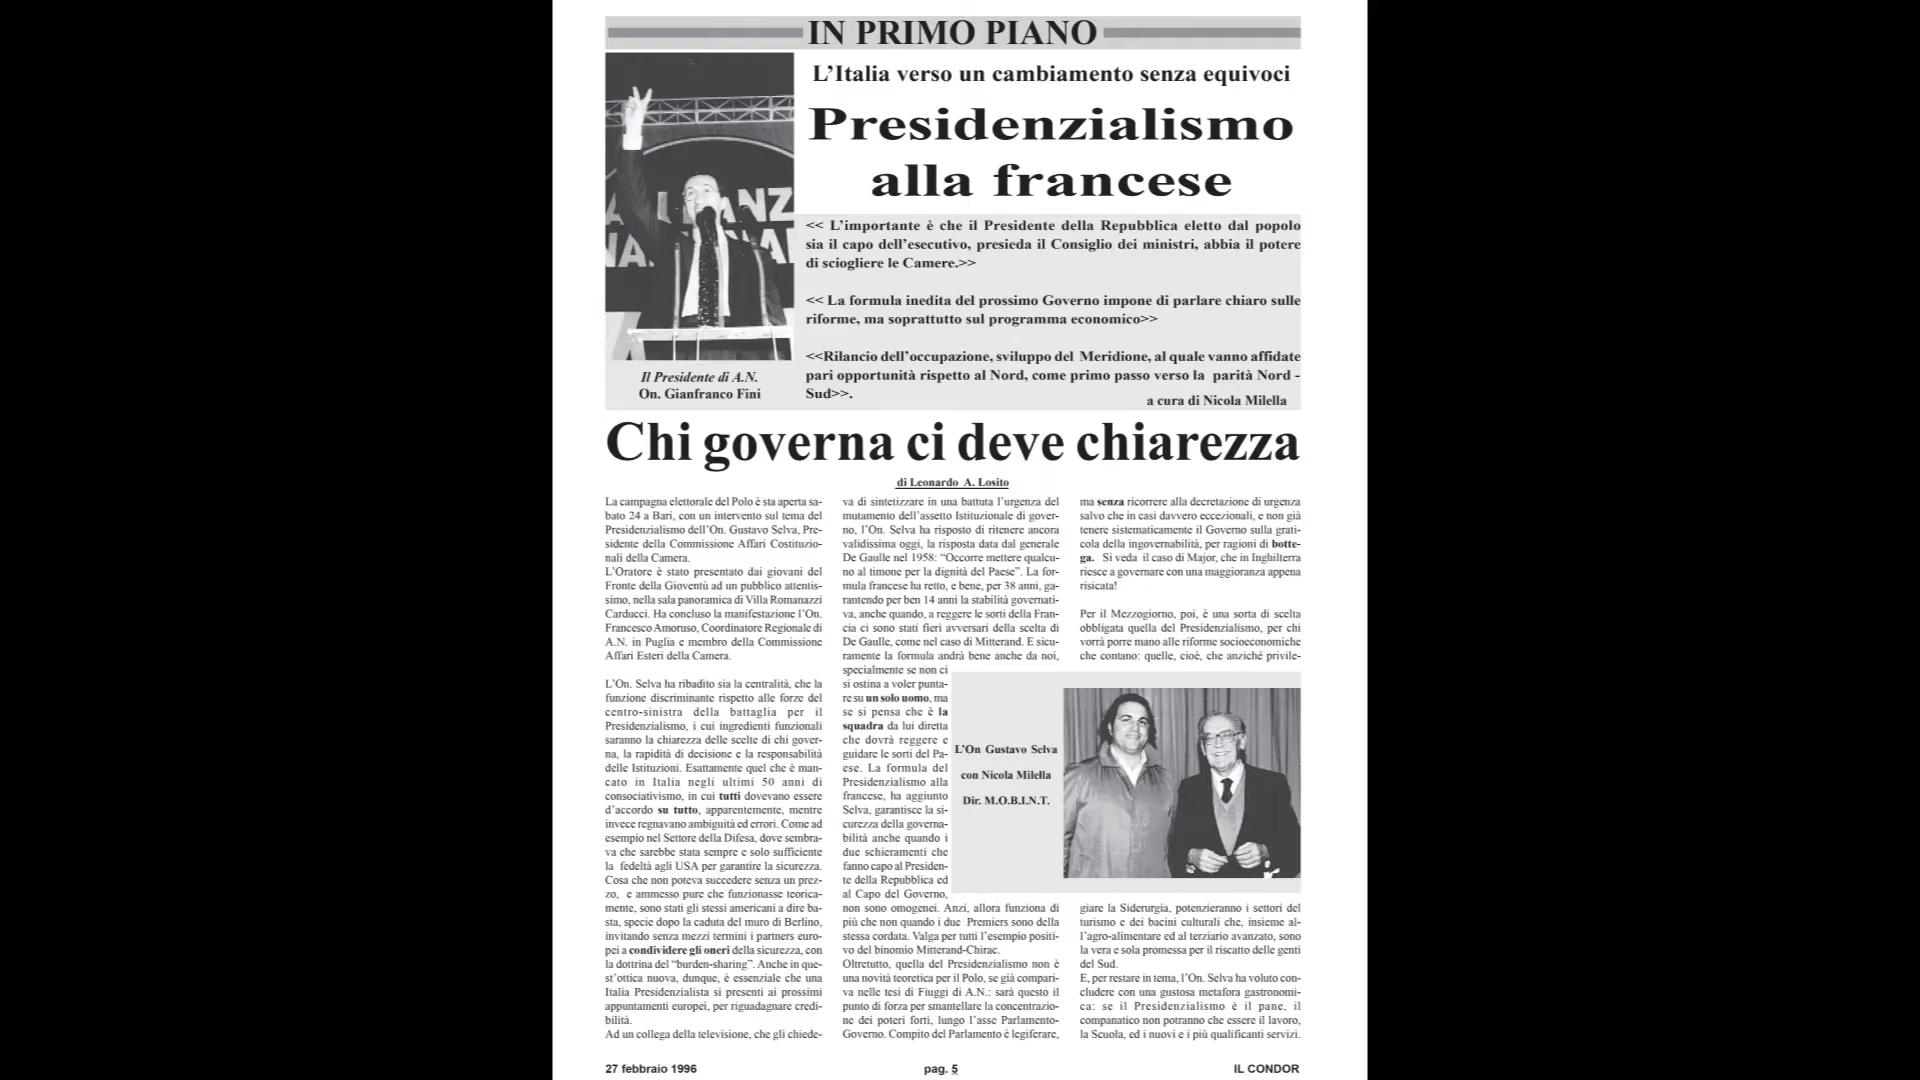 IN PRIMO PIANO
L'Italia verso un cambiamento senza equivoci
Presidenzialismo
alla francese
<< L'importante è che il Presidente della Repubblica eletto dal popolo
sia il capo dell'esecutivo, presieda il Consiglio dei ministri, abbia il potere
di sciogliere le Camere.>>
<< La formula inedita del prossimo Governo impone di parlare chiaro sulle
riforme, ma soprattutto sul programma economico>>
<<Rilancio dell'occupazione, sviluppo del Meridione, al quale vanno affidate
pari opportunità rispetto al Nord, come primo passo verso la parità Nord -
Sud>>.
a cura di Nicola Milella
Il Presidente di A.N.
On. Gianfranco Fini
Chi governa ci deve chiarezza
di Leonardo A. Losito
La campagna elettorale del Polo è sta aperta sa-
bato 24 a Bari, con un intervento sul tema del
Presidenzialismo dell'On. Gustavo Selva, Pre-
sidente della Commissione Affari Costituzio-
nali della Camera.
L'Oratore è stato presentato dai giovani del
Fronte della Gioventù ad un pubblico attentis-
simo, nella sala panoramica di Villa Romanazzi
Carducci. Ha concluso la manifestazione l'On.
Francesco Amoruso, Coordinatore Regionale di
A.N. in Puglia e membro della Commissione
Affari Esteri della Camera.
L'On. Selva ha ribadito sia la centralità, che la
funzione discriminante rispetto alle forze del
centro-sinistra della battaglia per il
Presidenzialismo, i cui ingredienti funzionali
saranno la chiarezza delle scelte di chi gover-
na, la rapidità di decisione e la responsabilità
delle Istituzioni. Esattamente quel che è man-
cato in Italia negli ultimi 50 anni di
consociativismo, in cui tutti dovevano essere
d'accordo su tutto, apparentemente, mentre
invece regnavano ambiguità ed errori. Come ad
esempio nel Settore della Difesa, dove sembra-
va che sarebbe stata sempre e solo sufficiente
la fedeltà agli USA per garantire la sicurezza.
Cosa che non poteva succedere senza un prez-
zo, e ammesso pure che funzionasse teorica-
mente, sono stati gli stessi americani a dire ba-
sta, specie dopo la caduta del muro di Berlino,
invitando senza mezzi termini i partners euro-
pei a condividere gli oneri della sicurezza, con
la dottrina del "burden-sharing". Anche in que-
st'ottica nuova, dunque, è essenziale che una
Italia Presidenzialista si presenti ai prossimi
appuntamenti europei, per riguadagnare credi-
bilità.
Ad un collega della televisione, che gli chiede-
va di sintetizzare in una battuta l'urgenza del
mutamento dell'assetto Istituzionale di gover-
no, l'On. Selva ha risposto di ritenere ancora
validissima oggi, la risposta data dal generale
De Gaulle nel 1958: "Occorre mettere qualcu-
no al timone per la dignità del Paese". La for-
mula francese ha retto, e bene, per 38 anni, ga-
rantendo per ben 14 anni la stabilità governati-
va, anche quando, a reggere le sorti della Fran-
cia ci sono stati fieri avversari della scelta di
De Gaulle, come nel caso di Mitterand. E sicu-
ramente la formula andrà bene anche da noi,
specialmente se non ci
si ostina a voler punta-
re su un solo uomo, ma
se si pensa che è la
squadra da lui diretta
che dovrà reggere e
guidare le sorti del Pa-
ese. La formula del
Presidenzialismo alla
francese, ha aggiunto
Selva, garantisce la si-
curezza della governa-
bilità anche quando i
due schieramenti che
fanno capo al Presiden-
te della Repubblica ed
al Capo del Governo,
non sono omogenei. Anzi, allora funziona di
più che non quando i due Premiers sono della
stessa cordata. Valga per tutti l'esempio positi-
vo del binomio Mitterand-Chirac.
Oltretutto, quella del Presidenzialismo non è
una novità teoretica per il Polo, se già compari-
va nelle tesi di Fiuggi di A.N.: sarà questo il
punto di forza per smantellare la concentrazio-
ne dei poteri forti, lungo l'asse Parlamento-
Governo. Compito del Parlamento è legiferare,
ma senza ricorrere alla decretazione di urgenza
salvo che in casi davvero eccezionali, e non già
tenere sistematicamente il Governo sulla grati-
cola della ingovernabilità, per ragioni di botte-
ga. Si veda il caso di Major, che in Inghilterra
riesce a governare con una maggioranza appena
risicata!
Per il Mezzogiorno, poi, è una sorta di scelta
obbligata quella del Presidenzialismo, per chi
vorrà porre mano alle riforme socioeconomiche
che contano: quelle, cioè, che anziché privile-
L'On Gustavo Selva
con Nicola Milella
Dir. M.O.B.I.N.T.
giare la Siderurgia, potenzieranno i settori del
turismo e dei bacini culturali che, insieme al-
l'agro-alimentare ed al terziario avanzato, sono
la vera e sola promessa per il riscatto delle genti
del Sud.
E, per restare in tema, l'On. Selva ha voluto con-
cludere con una gustosa metafora gastronomi-
ca: se il Presidenzialismo è il pane, il
companatico non potranno che essere il lavoro,
la Scuola, ed i nuovi e i più qualificanti servizi.
27 febbraio 1996
pag. 5
IL CONDOR